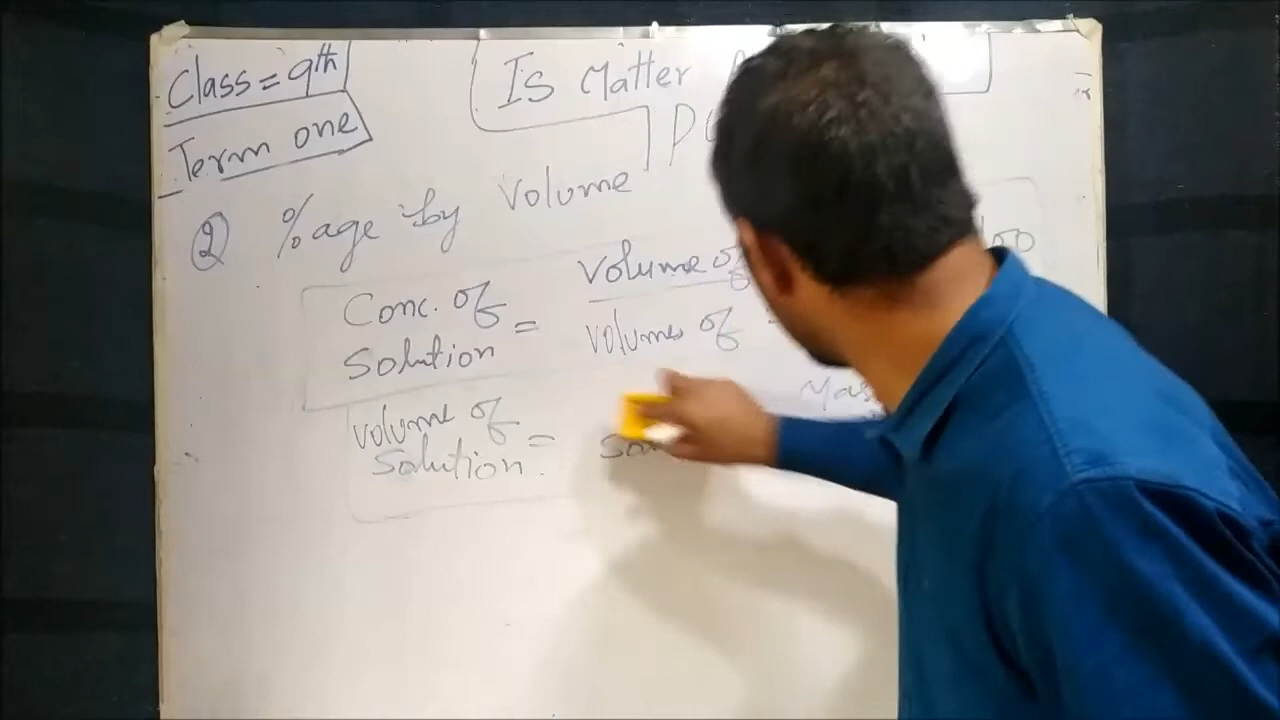 Class = 9th
Term one
Is Matter
② %age by Volume
Conc. of Solution = Volume of
Volume of
100
Volume of Solution =